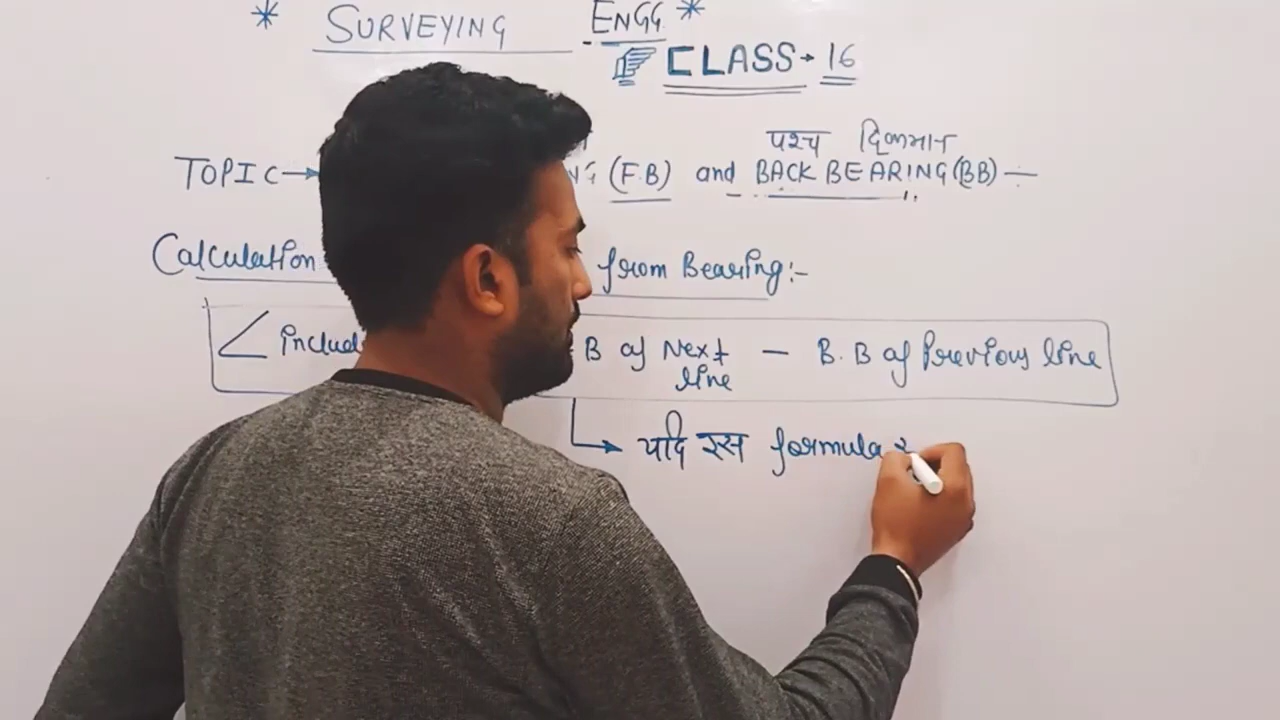 * SURVEYING ENGG *
CLASS → 16
पश्च दिक्मान
TOPIC → (F.B) and BACK BEARING (BB) —
Calculation from Bearing :-
∠ includ B of Next line — B.B of Previous line
यदि इस formula